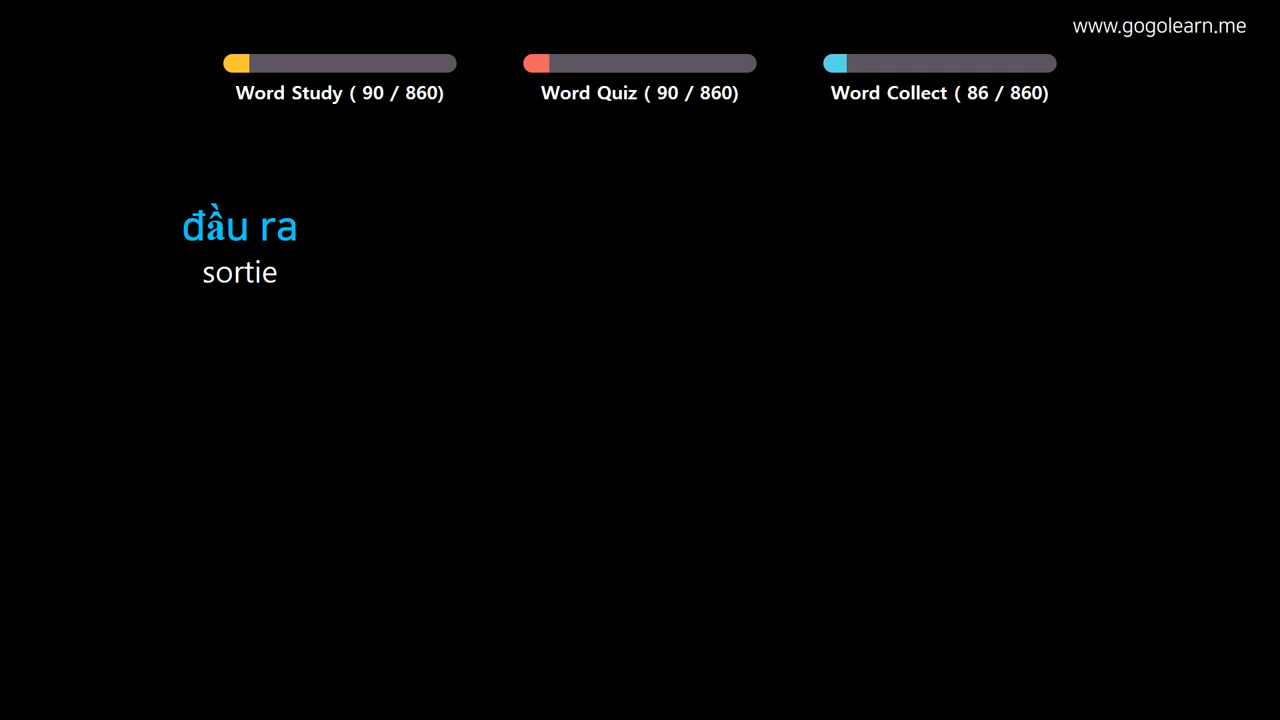 www.gogolearn.me
Word Study ( 90 / 860)
Word Quiz ( 90 / 860)
Word Collect ( 86 / 860)
đầu ra
sortie